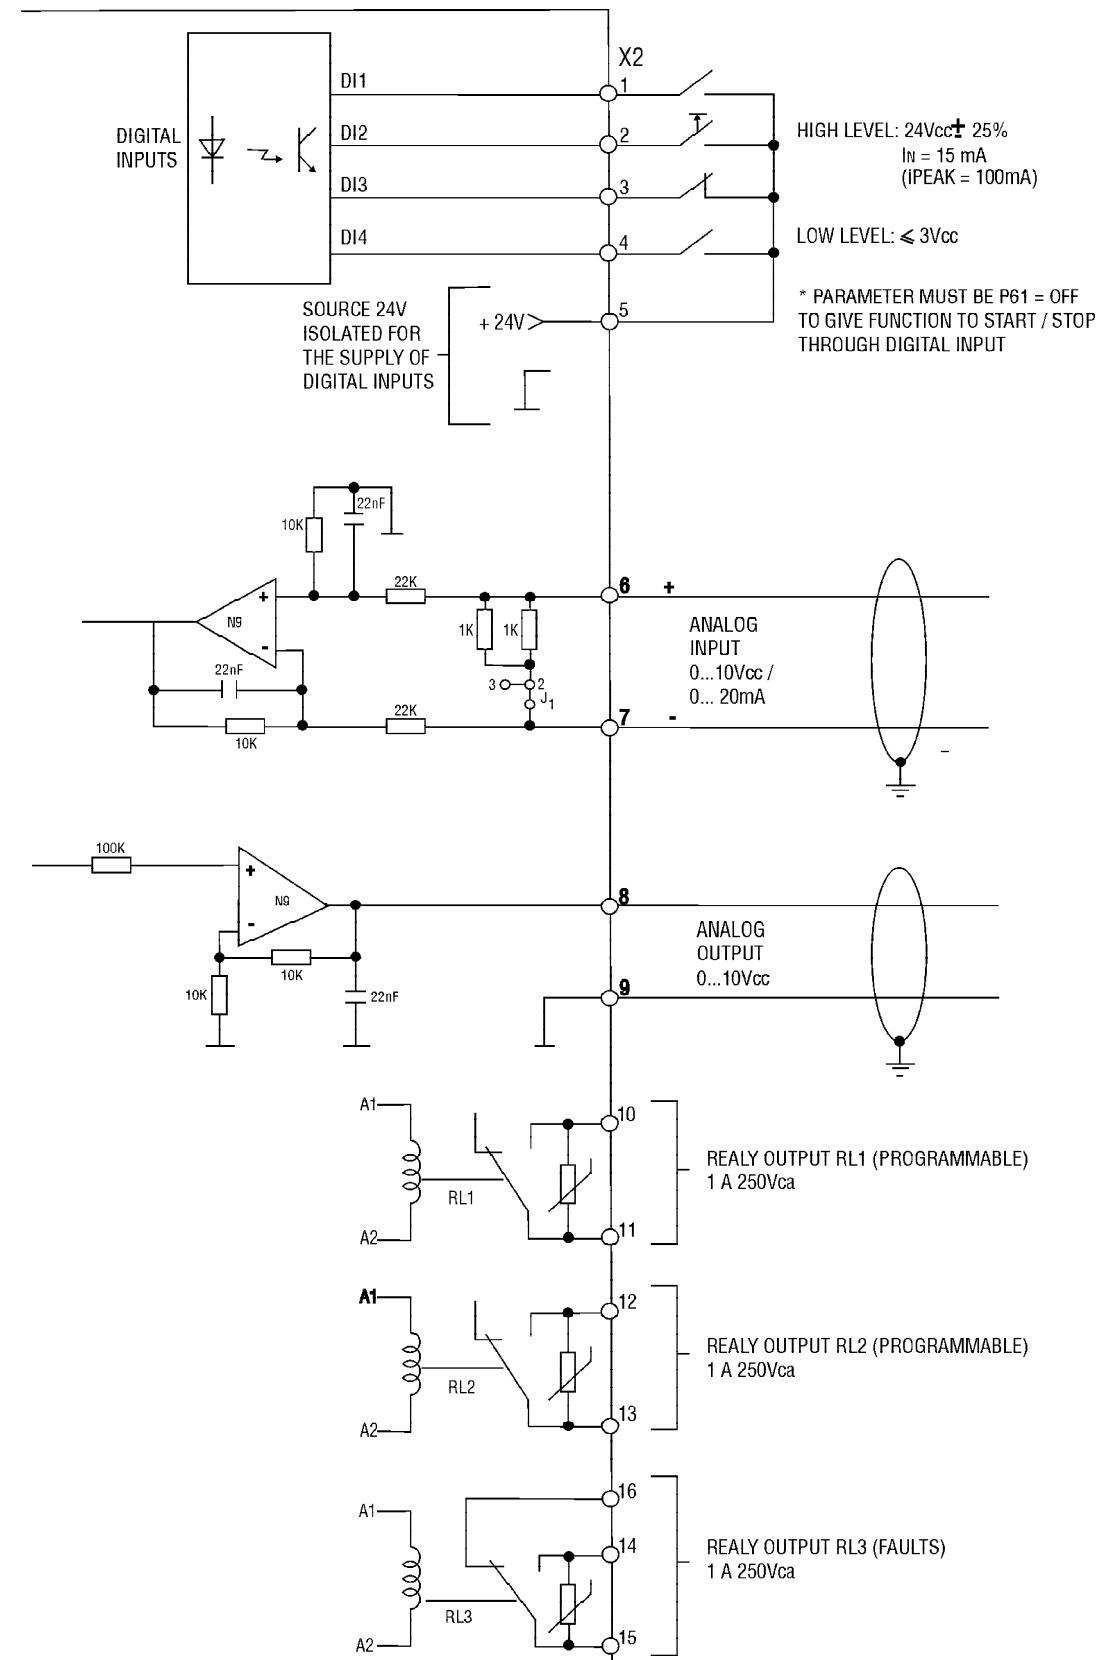 X2
DI1
1
DI2
2
DI3
3
DI4
4
DIGITAL
INPUTS
HIGH LEVEL: 24Vcc± 25%
IN = 15 mA
(iPEAK = 100mA)
LOW LEVEL: ⩽ 3Vcc
* PARAMETER MUST BE P61 = OFF
TO GIVE FUNCTION TO START / STOP
THROUGH DIGITAL INPUT
SOURCE 24V
ISOLATED FOR
THE SUPPLY OF
DIGITAL INPUTS
+ 24V
5
22nF
10K
22K
6 +
+
N9
-
1K
1K
ANALOG
INPUT
0...10Vcc /
0... 20mA
22nF
3
2
J1
22K
7 -
10K
-
100K
+
N9
-
8
ANALOG
OUTPUT
0...10Vcc
10K
10K
22nF
9
A1
10
RL1
REALY OUTPUT RL1 (PROGRAMMABLE)
1 A 250Vca
A2
11
A1
12
RL2
REALY OUTPUT RL2 (PROGRAMMABLE)
1 A 250Vca
A2
13
16
A1
14
RL3
REALY OUTPUT RL3 (FAULTS)
1 A 250Vca
A2
15